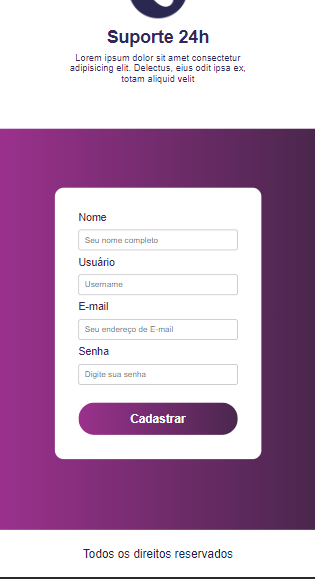 Suporte 24h
Lorem ipsum dolor sit amet consectetur
adipisicing elit. Delectus, eius odit ipsa ex,
totam aliquid velit
Nome
Seu nome completo
Usuário
Username
E-mail
Seu endereço de E-mail
Senha
Digite sua senha
Cadastrar
Todos os direitos reservados